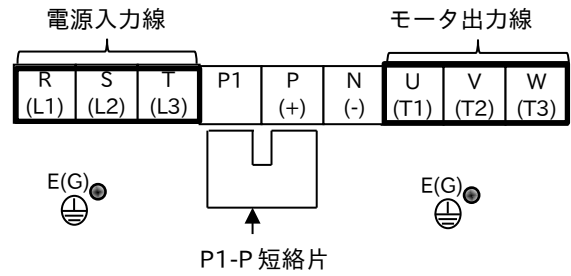 電源入力線 モータ出力線
R S T P1 P N U V W
(L1) (L2) (L3) (+) (-) (T1) (T2) (T3)
E(G) E(G)
P1-P 短絡片